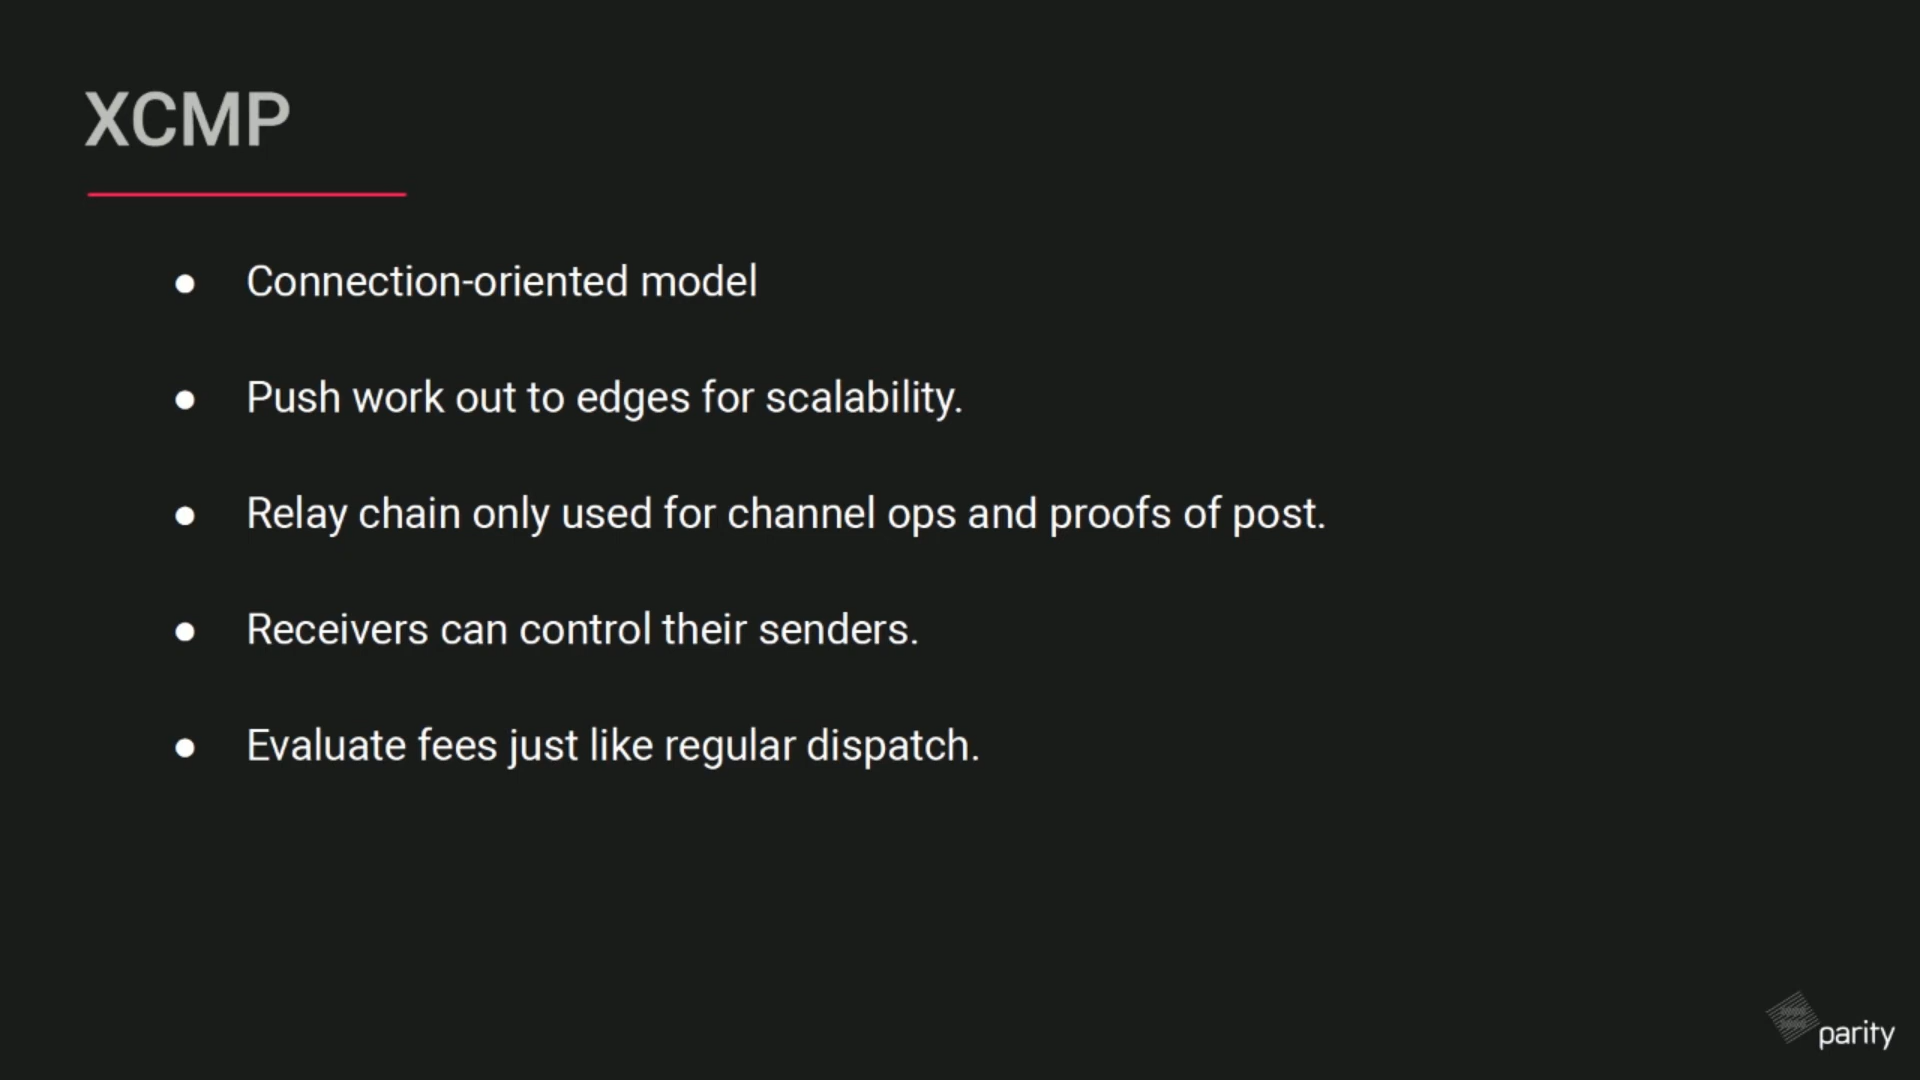 XCMP
● Connection-oriented model
● Push work out to edges for scalability.
● Relay chain only used for channel ops and proofs of post.
● Receivers can control their senders.
● Evaluate fees just like regular dispatch.
parity